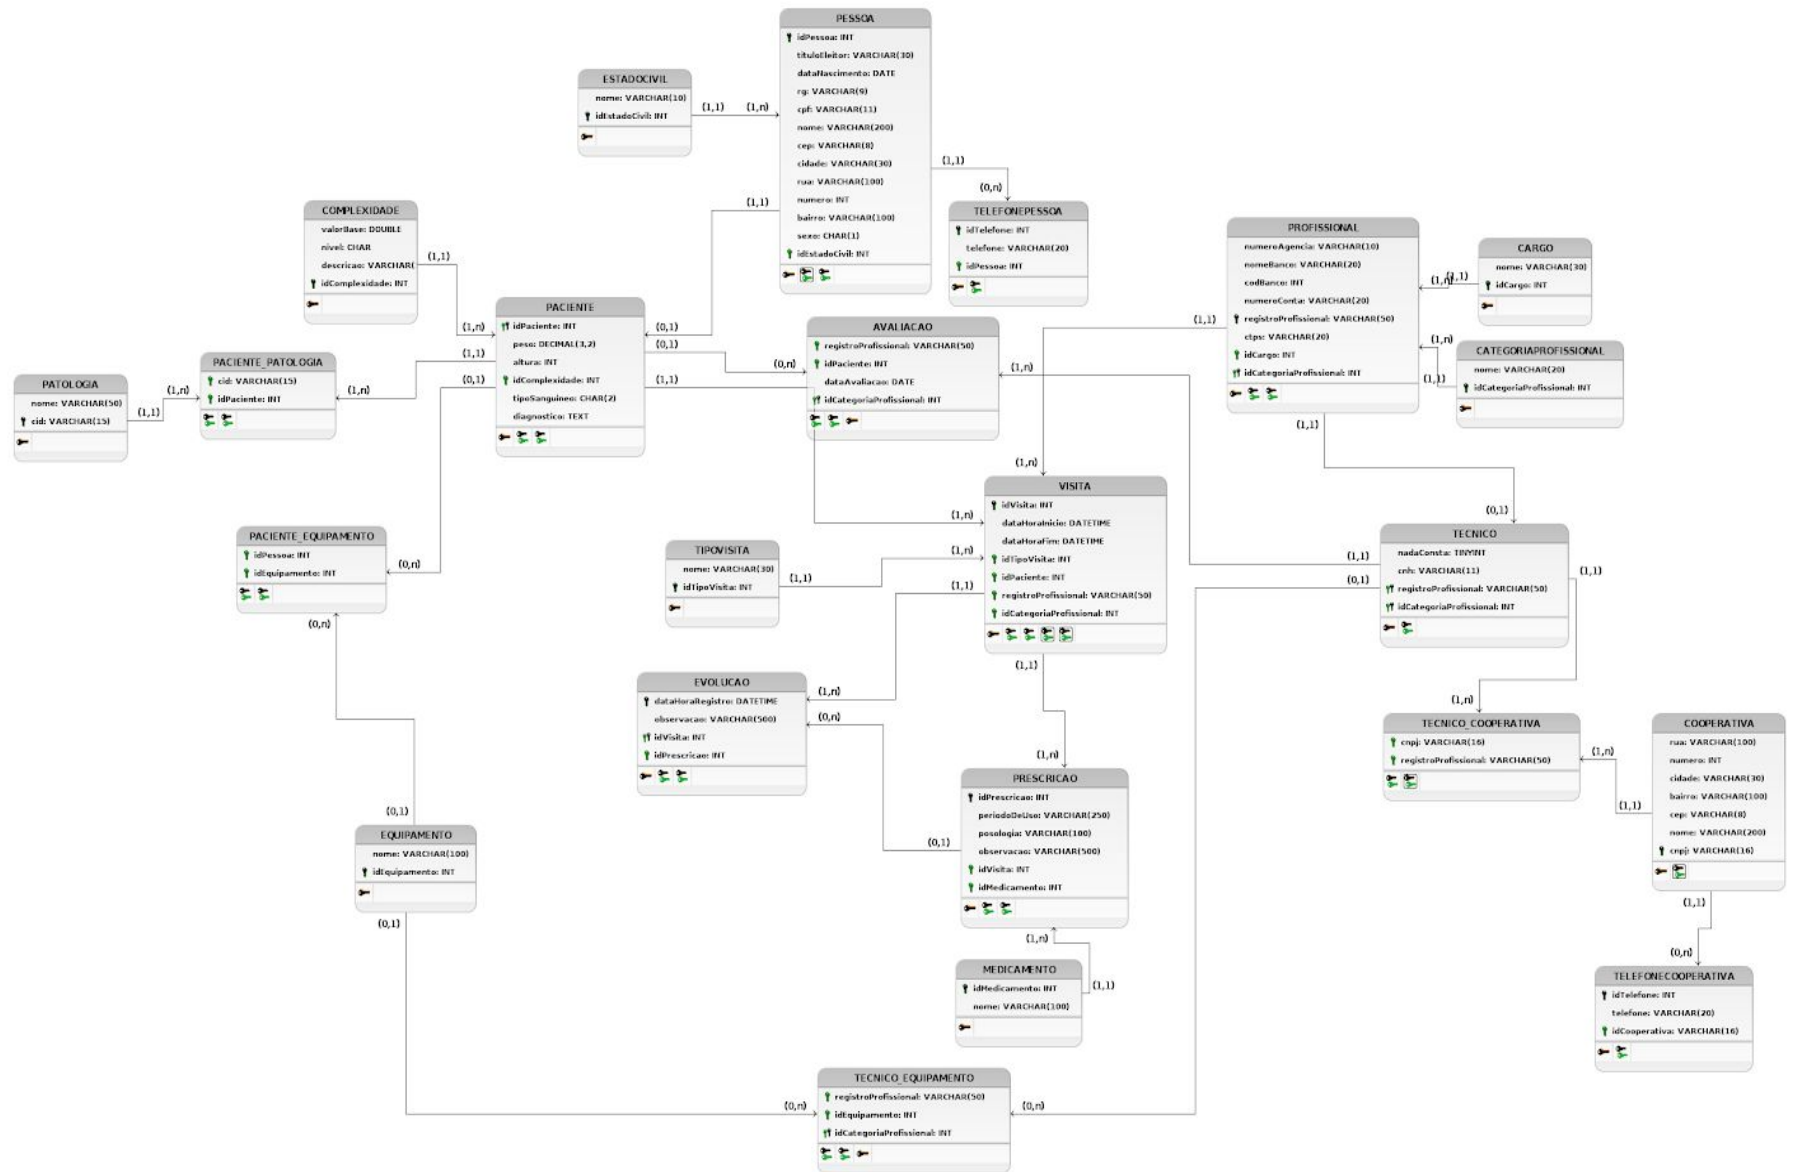 PESSOA
idPessoa: INT
tituloEleitor: VARCHAR(30)
dataNascimento: DATE
rg: VARCHAR(9)
cpf: VARCHAR(11)
nome: VARCHAR(200)
cep: VARCHAR(8)
cidade: VARCHAR(30)
rua: VARCHAR(100)
numero: INT
bairro: VARCHAR(100)
sexo: CHAR(1)
idEstadoCivil: INT
ESTADOCIVIL
nome: VARCHAR(10)
idEstadoCivil: INT
(1,1)
(1,n)
(1,1)
(0,n)
(1,1)
TELEFONEPESSOA
idTelefone: INT
telefone: VARCHAR(20)
idPessoa: INT
COMPLEXIDADE
valorBase: DOUBLE
nivel: CHAR
descricao: VARCHAR(
idComplexidade: INT
(1,1)
(1,n)
PROFISSIONAL
numeroAgencia: VARCHAR(10)
nomeBanco: VARCHAR(20)
codBanco: INT
numeroConta: VARCHAR(20)
registroProfissional: VARCHAR(50)
ctps: VARCHAR(20)
idCargo: INT
idCategoriaProfissional: INT
CARGO
nome: VARCHAR(30)
idCargo: INT
(1,n)
(1,1)
CATEGORIAPROFISSIONAL
nome: VARCHAR(20)
idCategoriaProfissional: INT
(1,n)
(1,1)
PACIENTE
idPaciente: INT
peso: DECIMAL(3,2)
altura: INT
idComplexidade: INT
tipoSanguineo: CHAR(2)
diagnostico: TEXT
(0,1)
(0,1)
(1,1)
(1,1)
(0,1)
AVALIACAO
registroProfissional: VARCHAR(50)
idPaciente: INT
dataAvaliacao: DATE
idCategoriaProfissional: INT
(0,n)
(1,n)
(1,1)
(1,1)
PACIENTE_PATOLOGIA
cid: VARCHAR(15)
idPaciente: INT
(1,n)
(1,n)
(1,1)
PATOLOGIA
nome: VARCHAR(50)
cid: VARCHAR(15)
VISITA
idVisita: INT
dataHoraInicio: DATETIME
dataHoraFim: DATETIME
idTipoVisita: INT
idPaciente: INT
registroProfissional: VARCHAR(50)
idCategoriaProfissional: INT
(1,n)
(1,n)
(1,n)
(1,1)
(1,1)
PACIENTE_EQUIPAMENTO
idPessoa: INT
idEquipamento: INT
(0,n)
(0,n)
TIPOVISITA
nome: VARCHAR(30)
idTipoVisita: INT
(1,1)
TECNICO
nadaConsta: TINYINT
cnh: VARCHAR(11)
registroProfissional: VARCHAR(50)
idCategoriaProfissional: INT
(0,1)
(1,1)
(0,1)
(1,1)
EVOLUCAO
dataHoraRegistro: DATETIME
observacao: VARCHAR(500)
idVisita: INT
idPrescricao: INT
(1,n)
(0,n)
TECNICO_COOPERATIVA
cnpj: VARCHAR(16)
registroProfissional: VARCHAR(50)
(1,n)
(1,n)
(1,1)
COOPERATIVA
rua: VARCHAR(100)
numero: INT
cidade: VARCHAR(30)
bairro: VARCHAR(100)
cep: VARCHAR(8)
nome: VARCHAR(200)
cnpj: VARCHAR(16)
(1,1)
(0,n)
PRESCRICAO
idPrescricao: INT
periodoDeUso: VARCHAR(250)
posologia: VARCHAR(100)
observacao: VARCHAR(500)
idVisita: INT
idMedicamento: INT
(1,n)
(0,1)
(1,n)
(1,1)
EQUIPAMENTO
nome: VARCHAR(100)
idEquipamento: INT
(0,1)
(0,1)
MEDICAMENTO
idMedicamento: INT
nome: VARCHAR(100)
TELEFONECOOPERATIVA
idTelefone: INT
telefone: VARCHAR(20)
idCooperativa: VARCHAR(16)
TECNICO_EQUIPAMENTO
registroProfissional: VARCHAR(50)
idEquipamento: INT
idCategoriaProfissional: INT
(0,n)
(0,n)